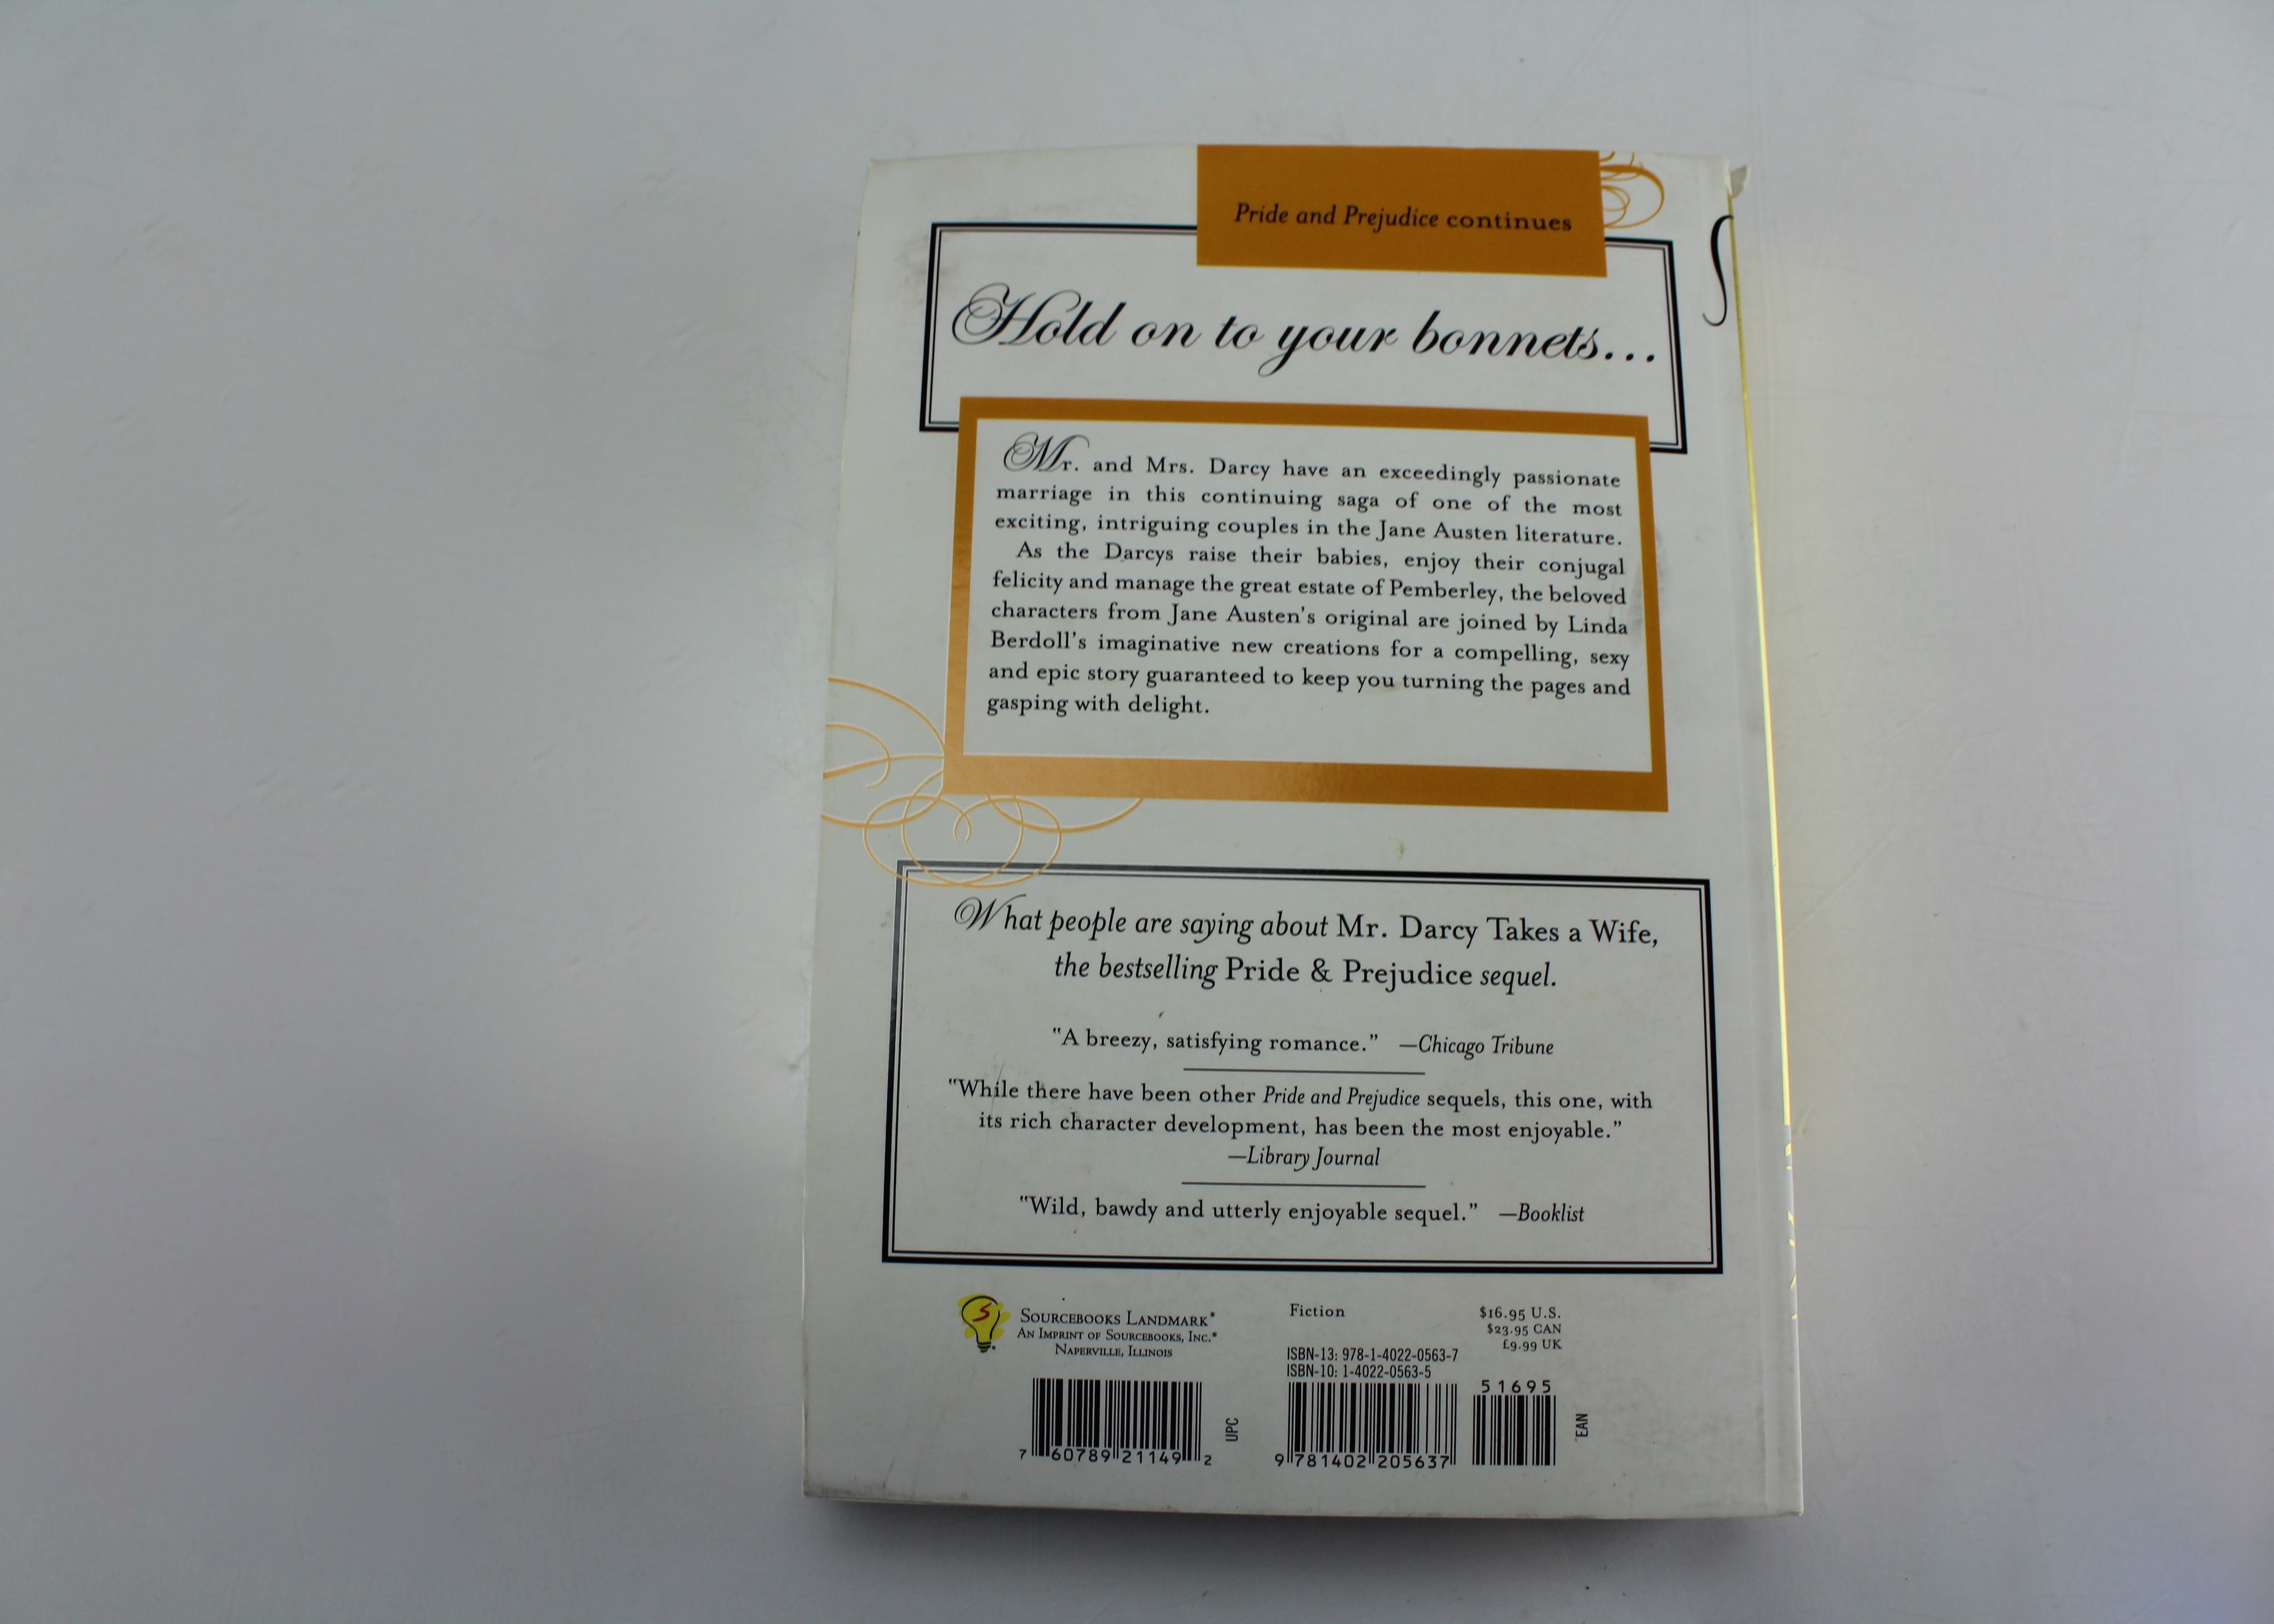 Pride and Prejudice continues
Hold on to your bonnets...
Mr. and Mrs. Darcy have an exceedingly passionate
marriage in this continuing saga of one of the most
exciting, intriguing couples in the Jane Austen literature.
As the Darcys raise their babies, enjoy their conjugal
felicity and manage the great estate of Pemberley, the beloved
characters from Jane Austen's original are joined by Linda
Berdoll's imaginative new creations for a compelling, sexy
and epic story guaranteed to keep you turning the pages and
gasping with delight.
What people are saying about Mr. Darcy Takes a Wife,
the bestselling Pride & Prejudice sequel.
"A breezy, satisfying romance." —Chicago Tribune
"While there have been other Pride and Prejudice sequels, this one, with
its rich character development, has been the most enjoyable."
—Library Journal
"Wild, bawdy and utterly enjoyable sequel." —Booklist
S
SOURCEBOOKS LANDMARK®
AN IMPRINT OF SOURCEBOOKS, INC.®
NAPERVILLE, ILLINOIS
7 60789 21149 2
UPC
Fiction
$16.95 U.S.
$23.95 CAN
£9.99 UK
ISBN-13: 978-1-4022-0563-7
ISBN-10: 1-4022-0563-5
9 781402 205637
51695
EAN